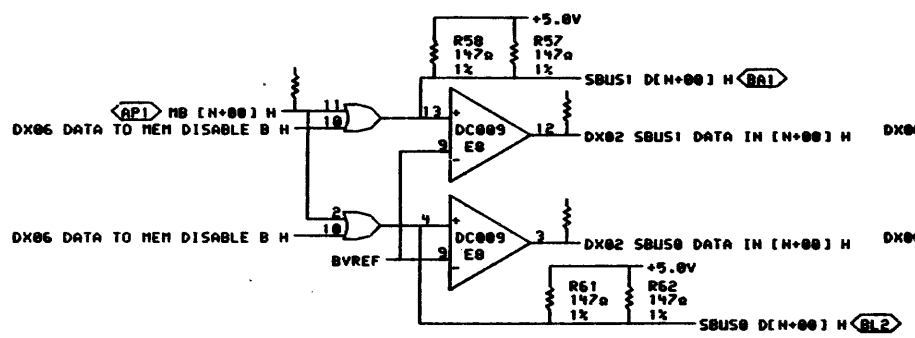 +5.0V
R58 R57
147Ω 147Ω
1% 1%
SBUS1 D[N+00] H BA1
AP1 MB [N+00] H 11
13 +
DC009
12
DX06 DATA TO MEM DISABLE B H 10
DX02 SBUS1 DATA IN [N+00] H
DX0
9 E8
-
2
4 +
DC009
3
DX06 DATA TO MEM DISABLE B H 10
DX02 SBUS0 DATA IN [N+00] H
DX0
BVREF 9 E8
-
+5.0V
R61 R62
147Ω 147Ω
1% 1%
SBUS0 D[N+00] H BL2